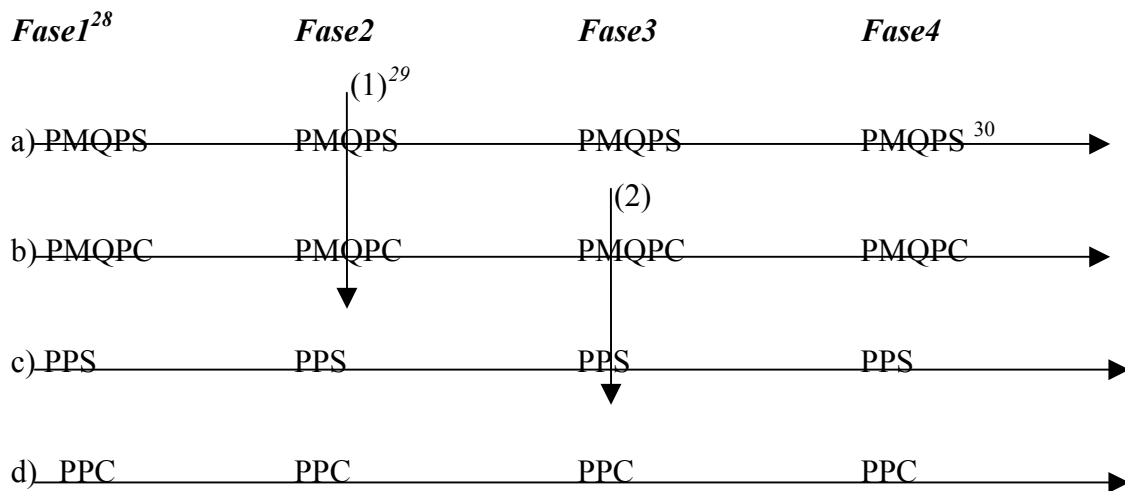 Fase1²⁸ Fase2 Fase3 Fase4
(1)²⁹
a) PMQPS PMQPS PMQPS PMQPS ³⁰
(2)
b) PMQPC PMQPC PMQPC PMQPC
c) PPS PPS PPS PPS
d) PPC PPC PPC PPC